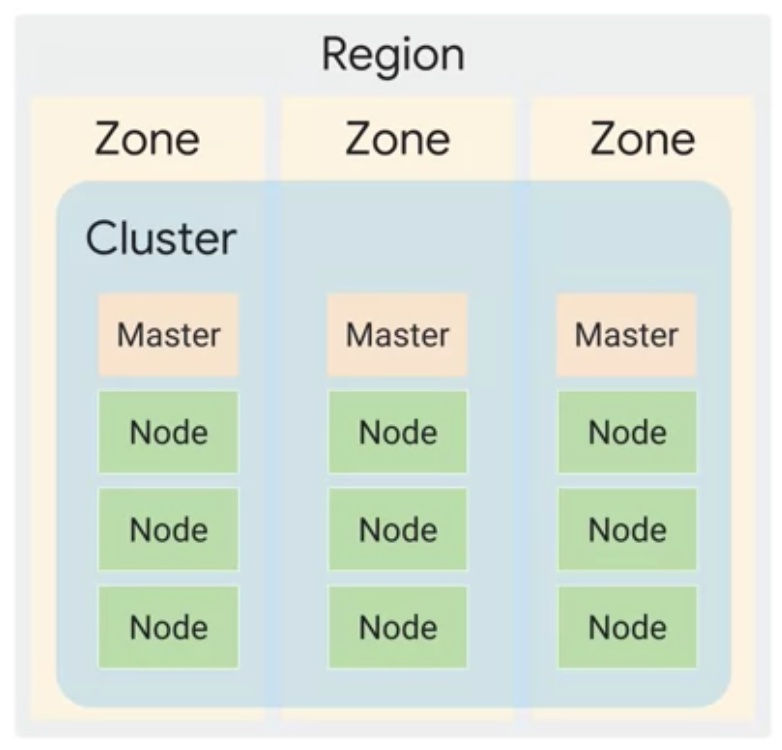 Region
Zone Zone Zone
Cluster
Master Master Master
Node Node Node
Node Node Node
Node Node Node